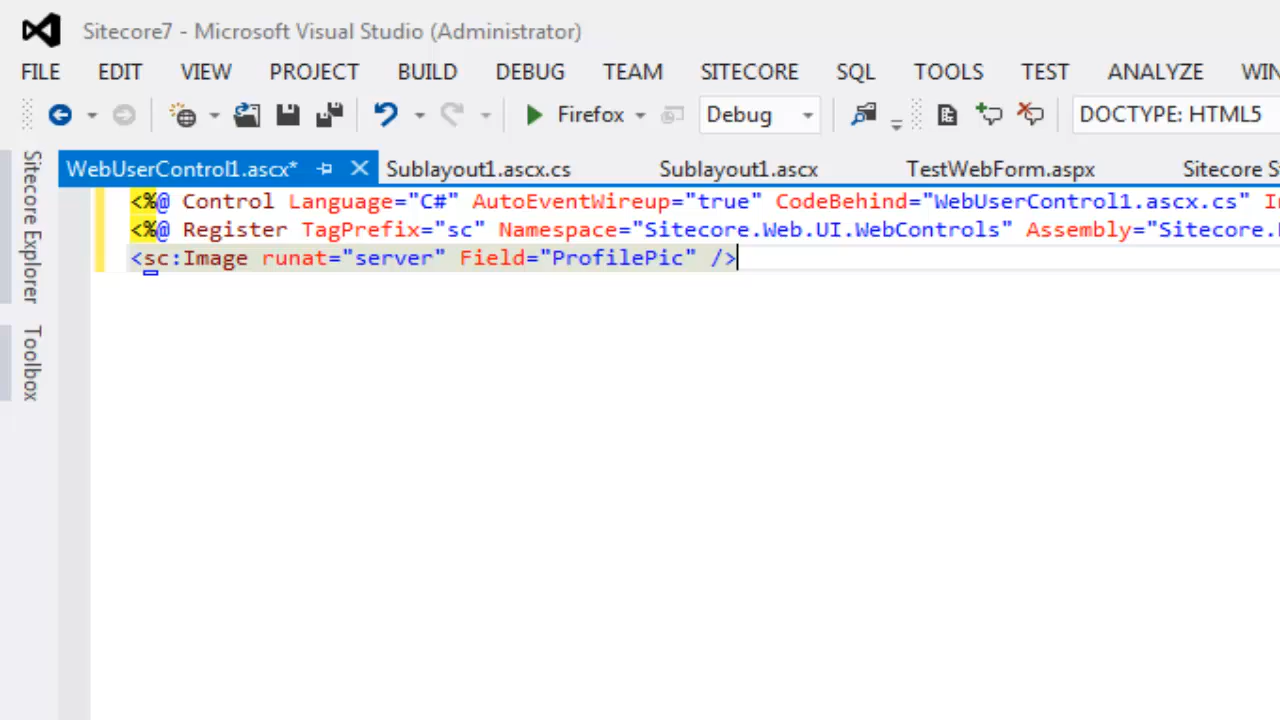 Sitecore7 - Microsoft Visual Studio (Administrator)
FILE EDIT VIEW PROJECT BUILD DEBUG TEAM SITECORE SQL TOOLS TEST ANALYZE WIN
Firefox Debug DOCTYPE: HTML5
WebUserControl1.ascx* Sublayout1.ascx.cs Sublayout1.ascx TestWebForm.aspx Sitecore S
Sitecore Explorer
Toolbox
<%@ Control Language="C#" AutoEventWireup="true" CodeBehind="WebUserControl1.ascx.cs" In
<%@ Register TagPrefix="sc" Namespace="Sitecore.Web.UI.WebControls" Assembly="Sitecore.
<sc:Image runat="server" Field="ProfilePic" />